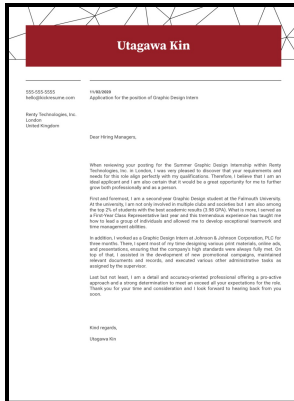 Utagawa Kin
555-555-5555
hello@kickresume.com
Renty Technologies, Inc.
London
United Kingdom
11/02/2020
Application for the position of Graphic Design Intern
Dear Hiring Managers,
When reviewing your posting for the Summer Graphic Design Internship within Renty
Technologies, Inc. in London, I was very pleased to discover that your requirements and
needs for this role align perfectly with my qualifications. Therefore, I believe that I am an
ideal applicant and I am also certain that it would be a great opportunity for me to further
grow both professionally and as a person.
First and foremost, I am a second-year Graphic Design student at the Falmouth University.
At the university, I am not only involved in multiple clubs and societies but I am also among
the top 2% of students with the best academic results (3.98 GPA). What is more, I served as
a First-Year Class Representative last year and this tremendous experience has taught me
how to lead a group of individuals and allowed me to develop exceptional teamwork and
time management abilities.
In addition, I worked as a Graphic Design Intern at Johnson & Johnson Corporation, PLC for
three months. There, I spent most of my time designing various print materials, online ads,
and presentations, ensuring that the company's high standards were always fully met. On
top of that, I assisted in the development of new promotional campaigns, maintained
relevant documents and records, and executed various other administrative tasks as
assigned by the supervisor.
Last but not least, I am a detail and accuracy-oriented professional offering a pro-active
approach and a strong determination to meet an exceed all your expectations for the role.
Thank you for your time and consideration and I look forward to hearing back from you
soon.
Kind regards,
Utagawa Kin